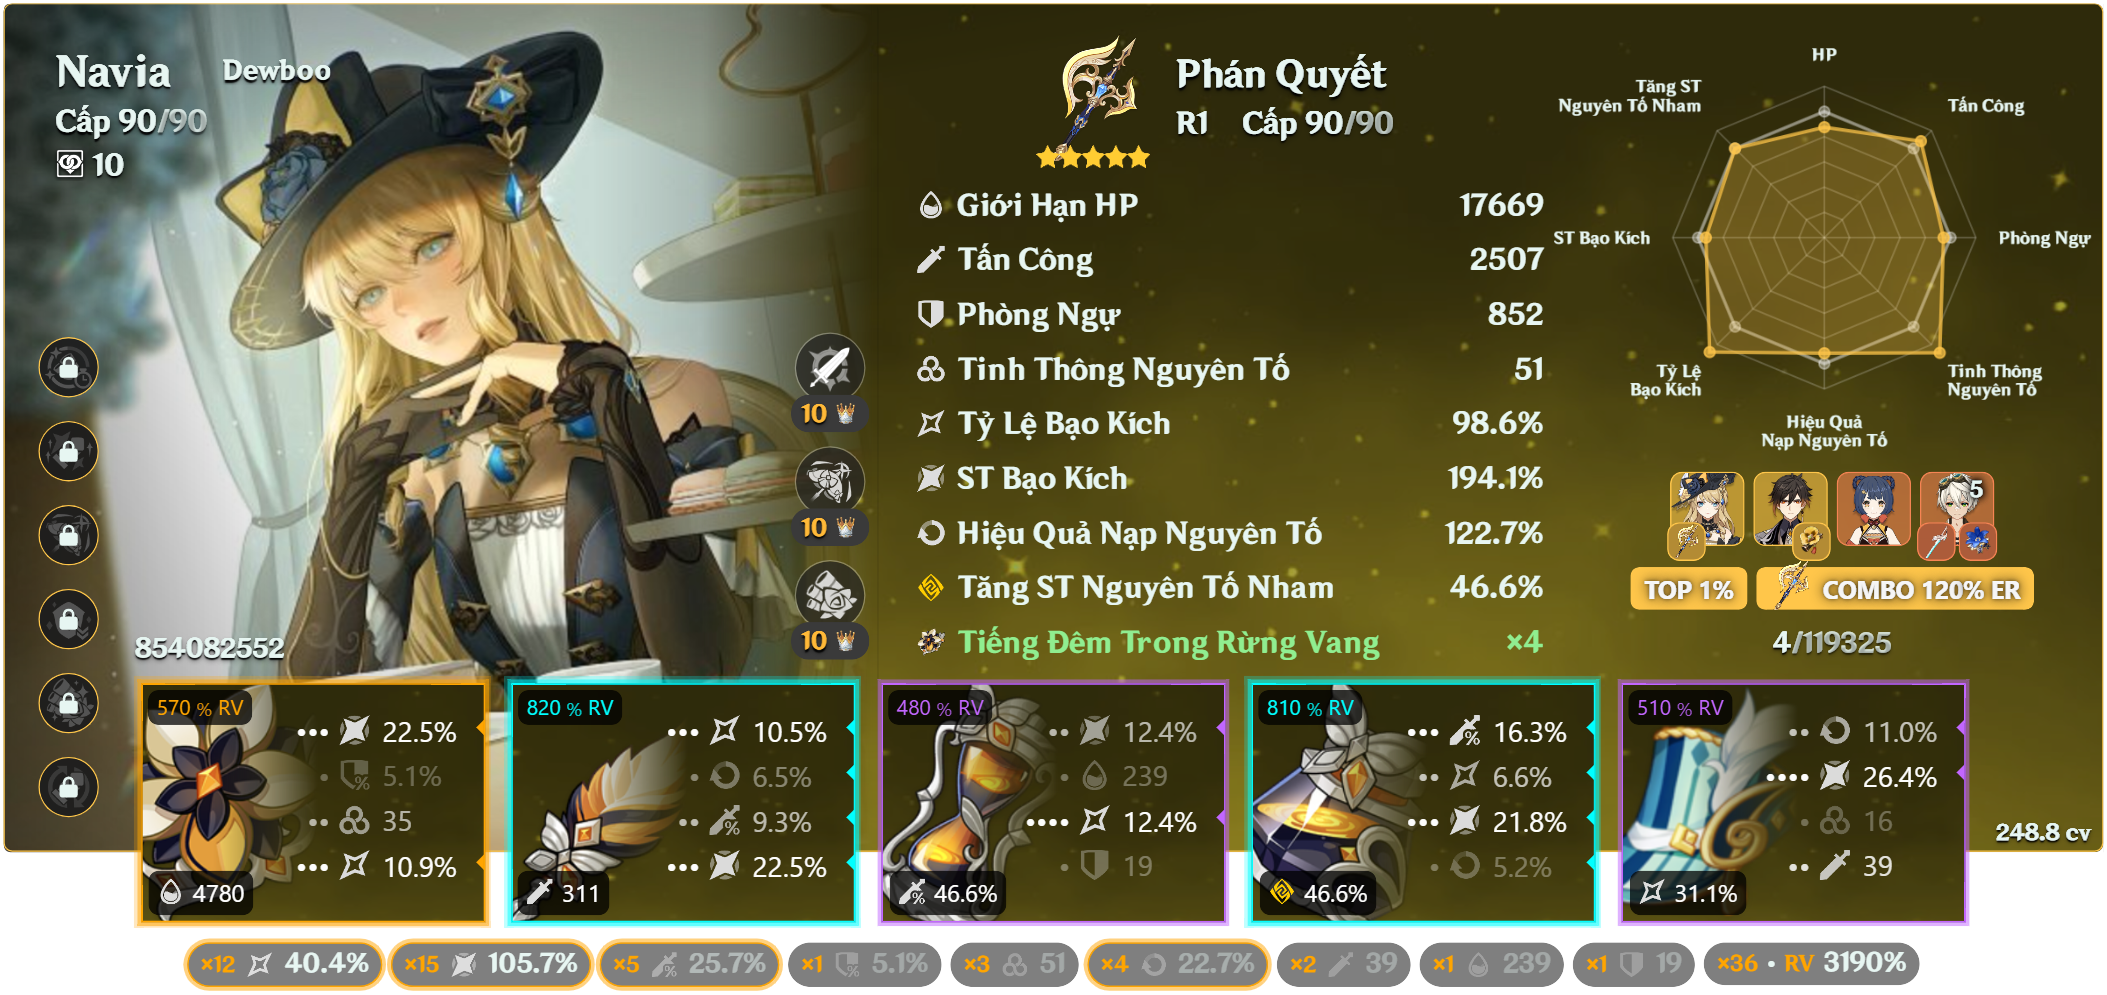 Navia Dewboo
Cấp 90/90
10
10
10
10
854082552
Phán Quyết
R1 Cấp 90/90
Giới Hạn HP 17669
Tấn Công 2507
Phòng Ngự 852
Tinh Thông Nguyên Tố 51
Tỷ Lệ Bạo Kích 98.6%
ST Bạo Kích 194.1%
Hiệu Quả Nạp Nguyên Tố 122.7%
Tăng ST Nguyên Tố Nham 46.6%
Tiếng Đêm Trong Rừng Vang ×4
HP
Tấn Công
Phòng Ngự
Tinh Thông
Nguyên Tố
Hiệu Quả
Nạp Nguyên Tố
Tỷ Lệ
Bạo Kích
ST Bạo Kích
Tăng ST
Nguyên Tố Nham
5
TOP 1% COMBO 120% ER
4/119325
248.8 cv
570 % RV
22.5%
5.1%
35
10.9%
4780
820 % RV
10.5%
6.5%
9.3%
22.5%
311
480 % RV
12.4%
239
12.4%
19
46.6%
810 % RV
16.3%
6.6%
21.8%
5.2%
46.6%
510 % RV
11.0%
26.4%
16
39
31.1%
×12 40.4% ×15 105.7% ×5 25.7% ×1 5.1% ×3 51 ×4 22.7% ×2 39 ×1 239 ×1 19 ×36 • RV 3190%